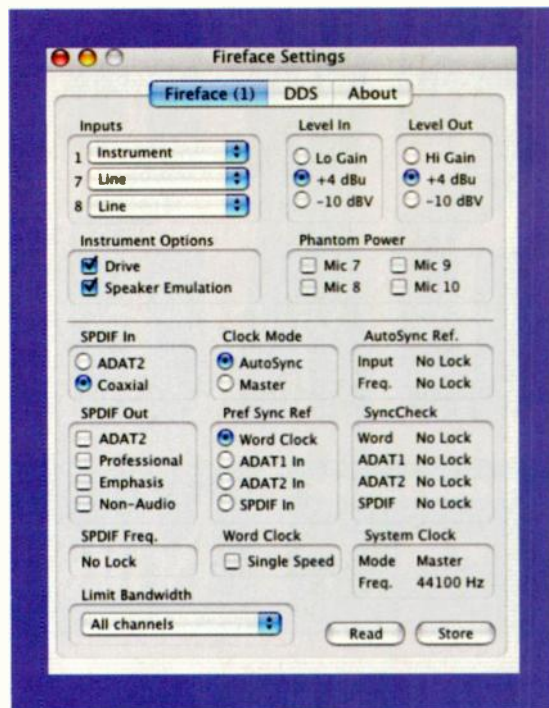 Fireface Settings
Fireface (1) DDS About
Inputs
1 Instrument
7 Line
8 Line
Level In
Lo Gain
+4 dBu
-10 dBV
Level Out
Hi Gain
+4 dBu
-10 dBV
Instrument Options
Drive
Speaker Emulation
Phantom Power
Mic 7 Mic 9
Mic 8 Mic 10
SPDIF In
ADAT2
Coaxial
Clock Mode
AutoSync
Master
AutoSync Ref.
Input No Lock
Freq. No Lock
SPDIF Out
ADAT2
Professional
Emphasis
Non-Audio
Pref Sync Ref
Word Clock
ADAT1 In
ADAT2 In
SPDIF In
SyncCheck
Word No Lock
ADAT1 No Lock
ADAT2 No Lock
SPDIF No Lock
SPDIF Freq.
No Lock
Word Clock
Single Speed
System Clock
Mode Master
Freq. 44100 Hz
Limit Bandwidth
All channels
Read Store